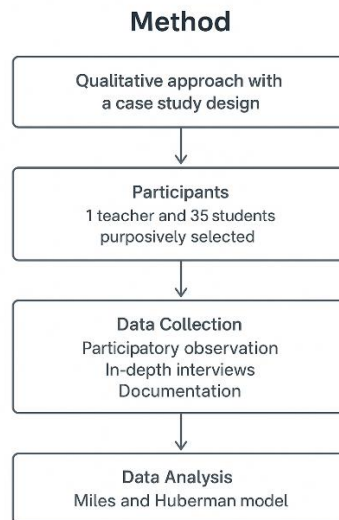 Method
Qualitative approach with
a case study design
Participants
1 teacher and 35 students
purposively selected
Data Collection
Participatory observation
In-depth interviews
Documentation
Data Analysis
Miles and Huberman model